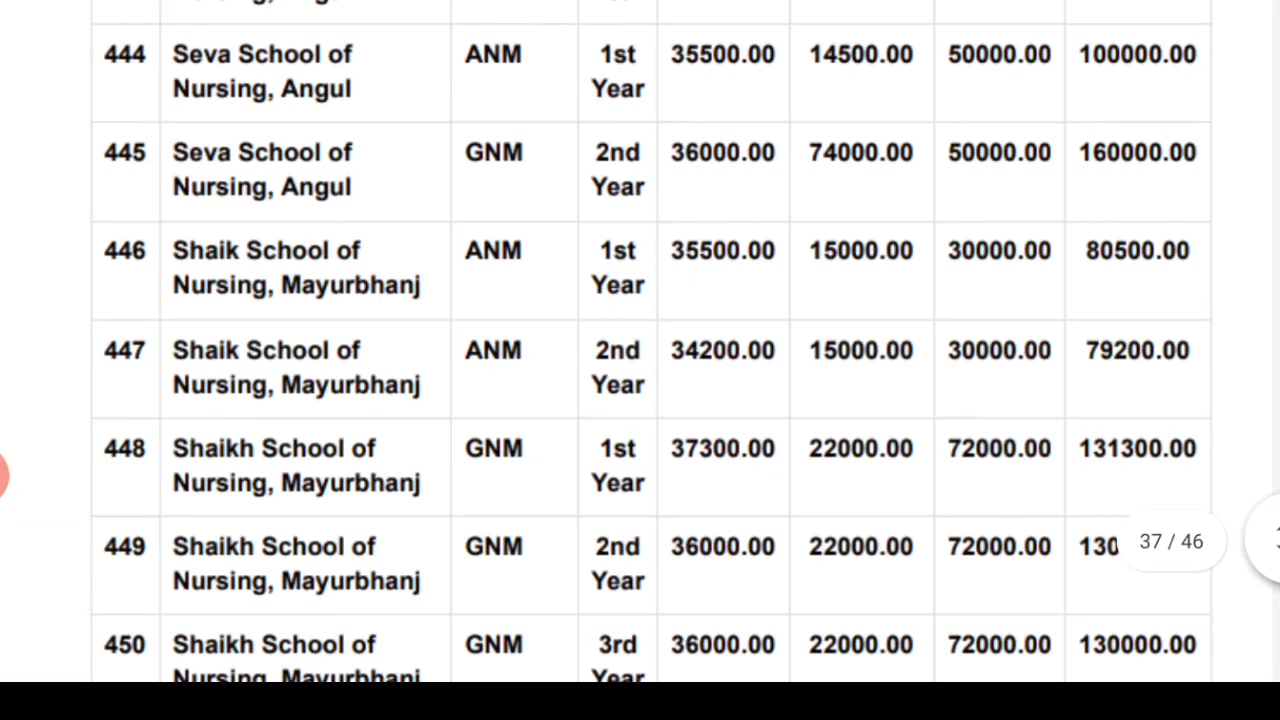 444 Seva School of ANM 1st 35500.00 14500.00 50000.00 100000.00
Nursing, Angul Year
445 Seva School of GNM 2nd 36000.00 74000.00 50000.00 160000.00
Nursing, Angul Year
446 Shaik School of ANM 1st 35500.00 15000.00 30000.00 80500.00
Nursing, Mayurbhanj Year
447 Shaik School of ANM 2nd 34200.00 15000.00 30000.00 79200.00
Nursing, Mayurbhanj Year
448 Shaikh School of GNM 1st 37300.00 22000.00 72000.00 131300.00
Nursing, Mayurbhanj Year
449 Shaikh School of GNM 2nd 36000.00 22000.00 72000.00 130
Nursing, Mayurbhanj Year
37 / 46
450 Shaikh School of GNM 3rd 36000.00 22000.00 72000.00 130000.00
Nursing, Mayurbhanj Year